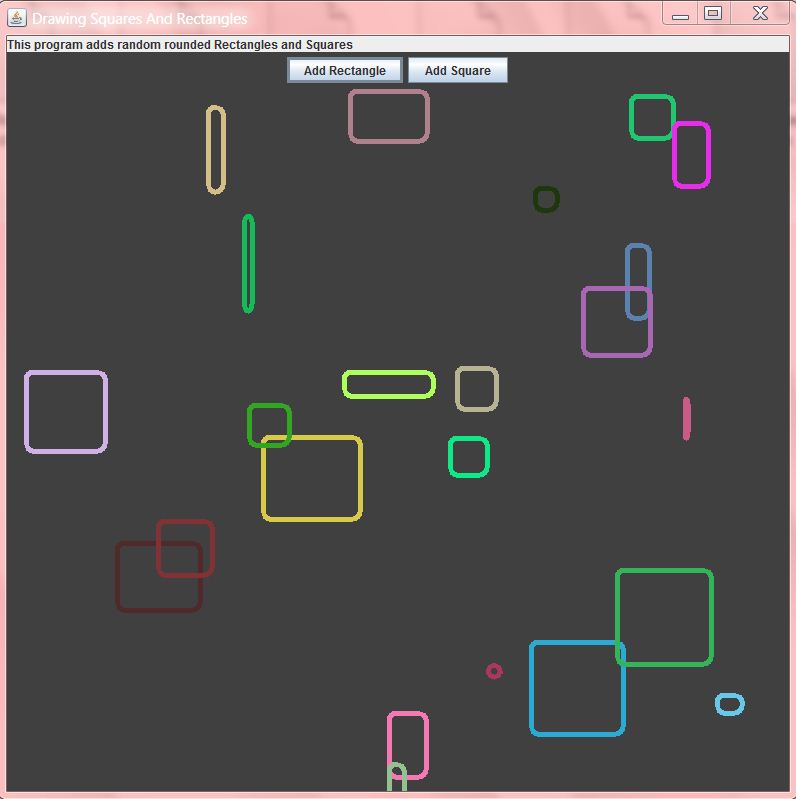 Drawing Squares And Rectangles
This program adds random rounded Rectangles and Squares
Add Rectangle Add Square